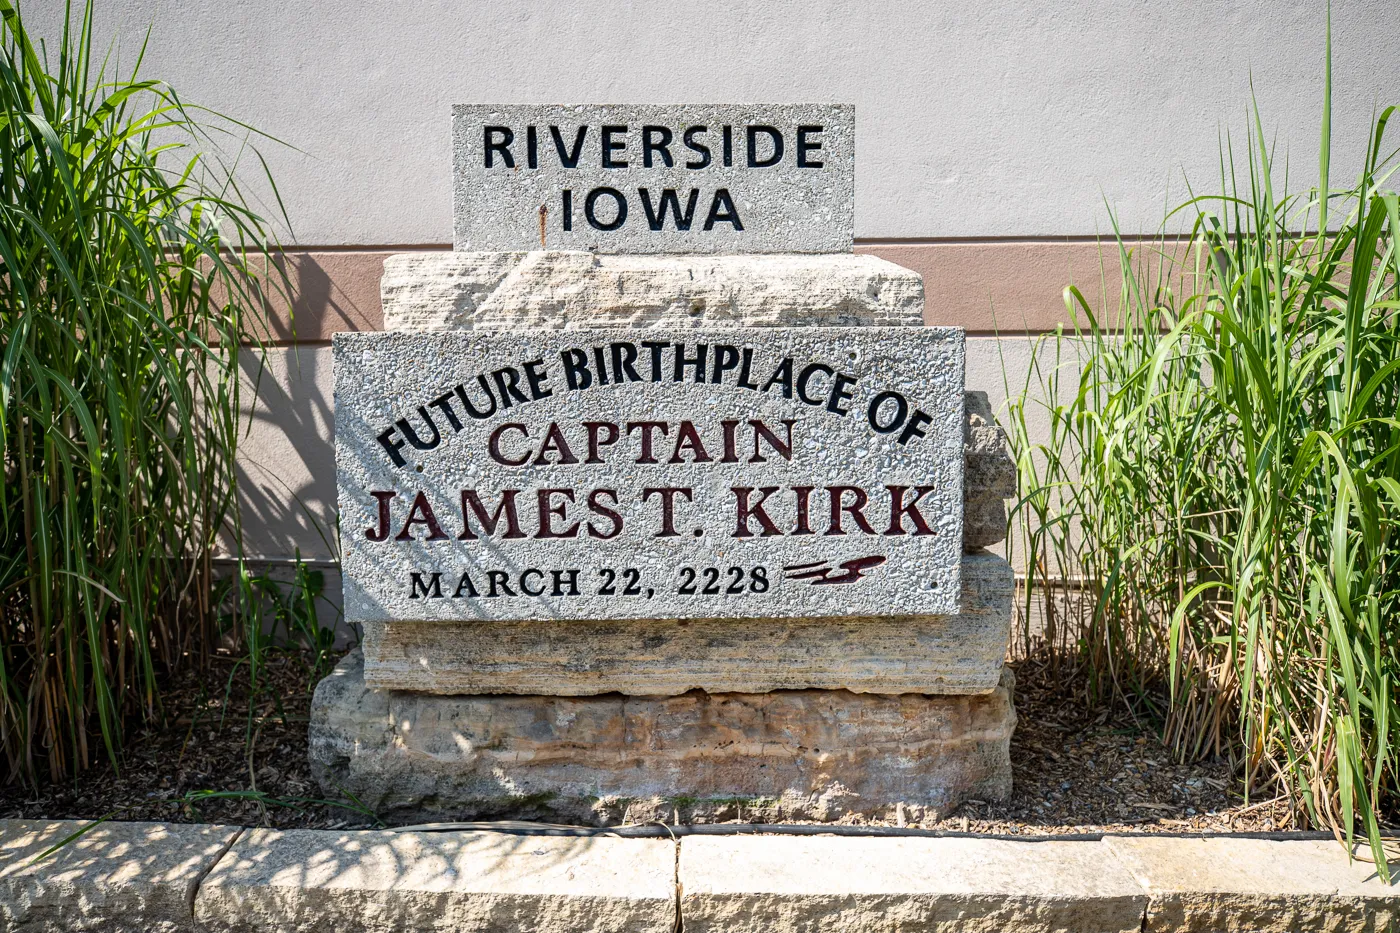 RIVERSIDE
IOWA
FUTURE BIRTHPLACE OF
CAPTAIN
JAMES T. KIRK
MARCH 22, 2228